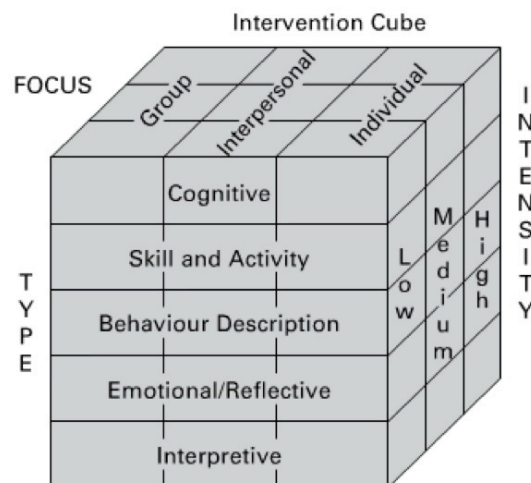 Intervention Cube
FOCUS
Group
Interpersonal
Individual
Cognitive
Skill and Activity
Behaviour Description
Emotional/Reflective
Interpretive
TYPE
Low
Medium
High
INTENSITY